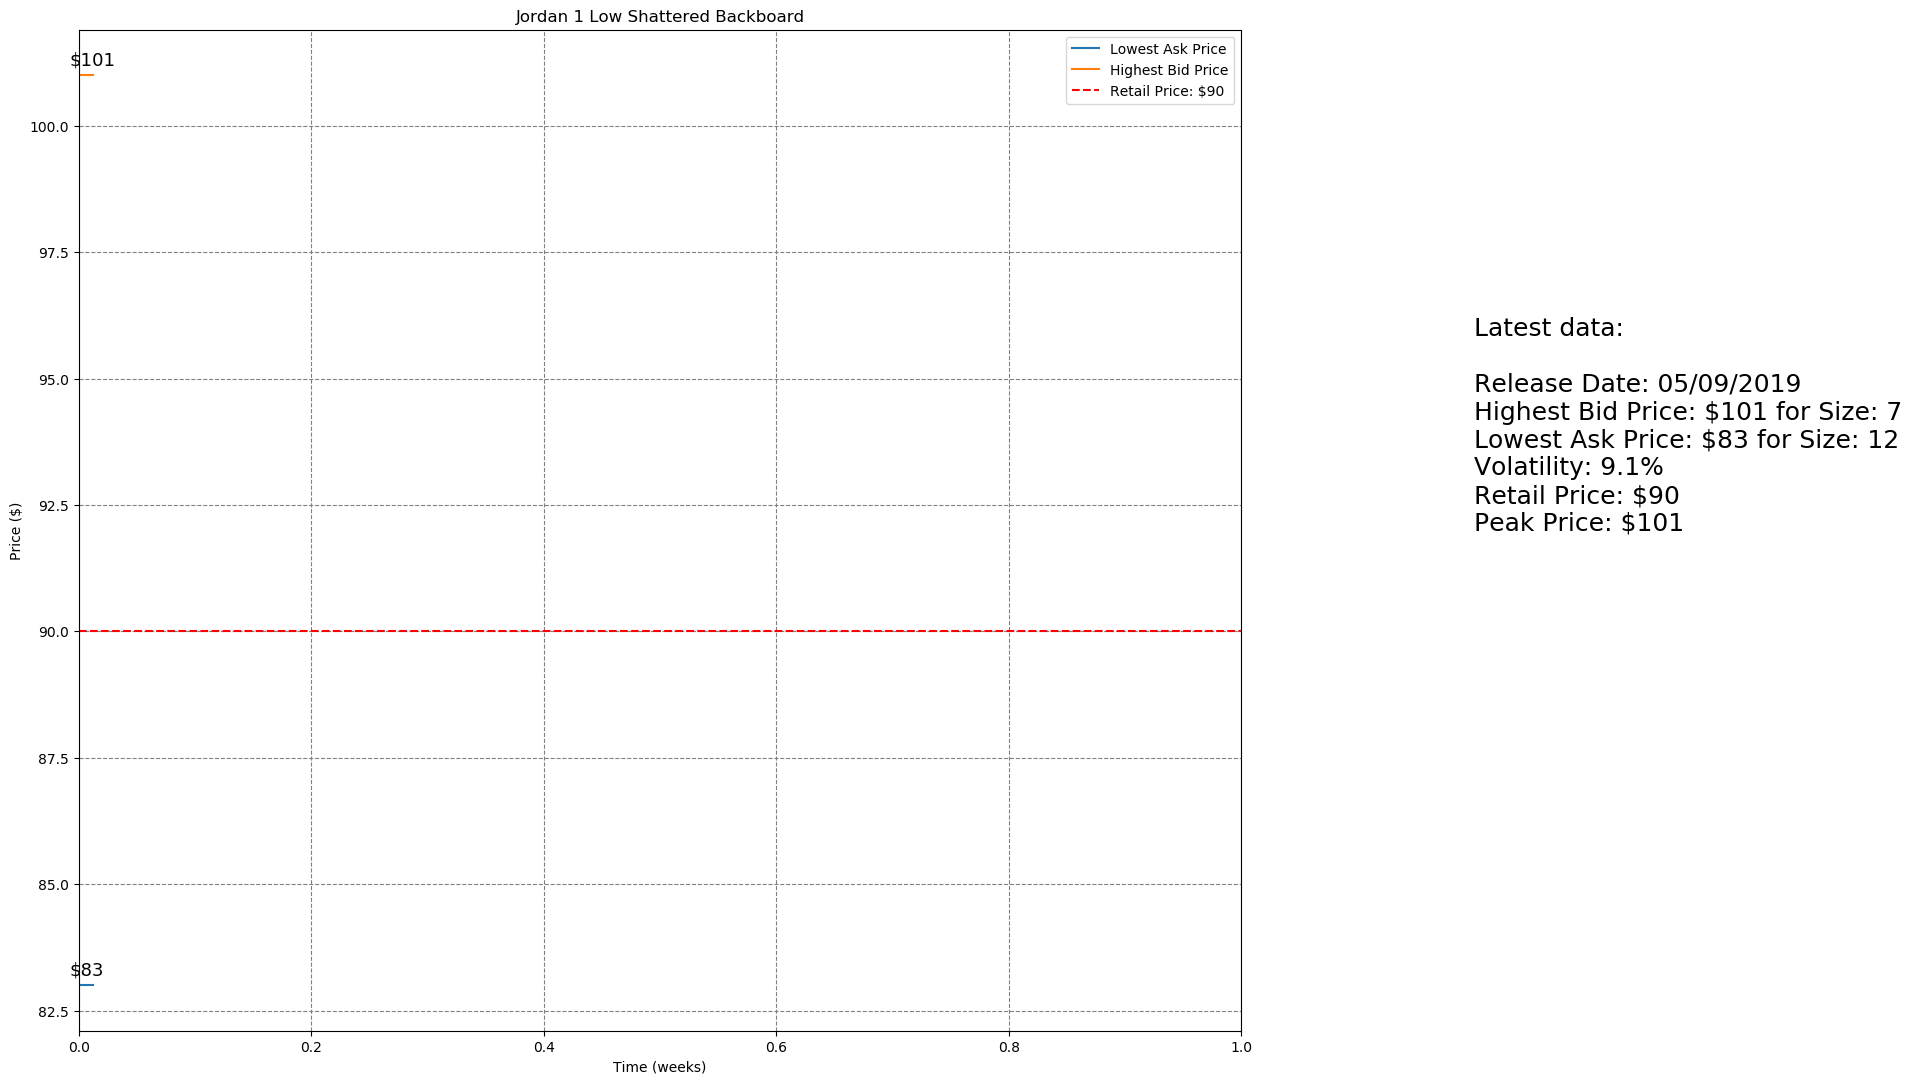 Jordan 1 Low Shattered Backboard
$101
Lowest Ask Price
Highest Bid Price
Retail Price: $90
100.0
97.5
95.0
92.5
90.0
87.5
85.0
82.5
Price ($)
$83
0.0 0.2 0.4 0.6 0.8 1.0
Time (weeks)
Latest data:
Release Date: 05/09/2019
Highest Bid Price: $101 for Size: 7
Lowest Ask Price: $83 for Size: 12
Volatility: 9.1%
Retail Price: $90
Peak Price: $101